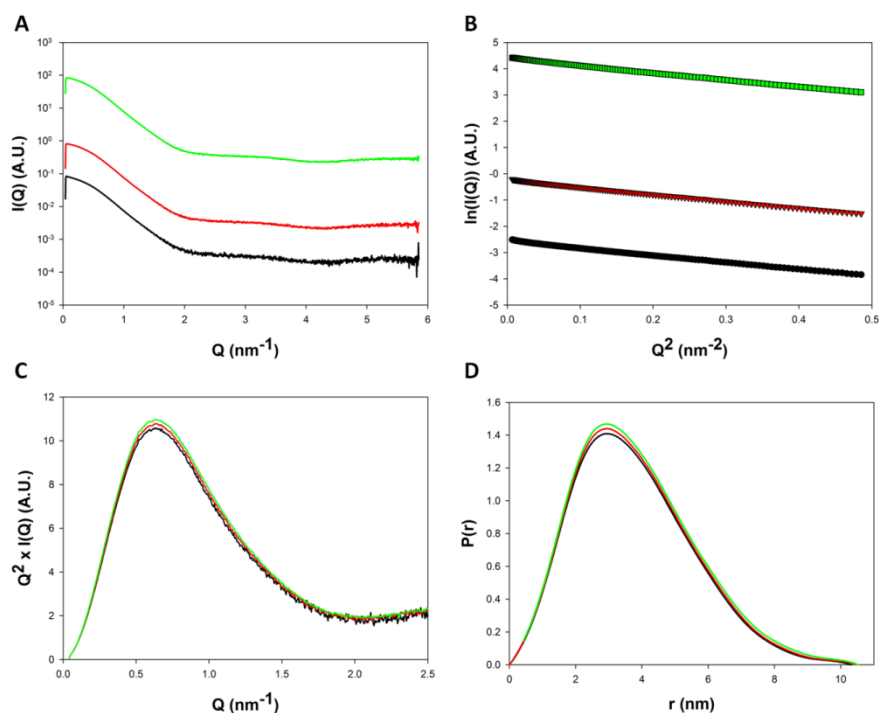 A
I(Q) (A.U.)
10³
10²
10¹
10⁰
10⁻¹
10⁻²
10⁻³
10⁻⁴
10⁻⁵
0 1 2 3 4 5 6
Q (nm⁻¹)
B
ln(I(Q)) (A.U.)
5
4
3
2
1
-0
-1
-2
-3
-4
-5
0.0 0.1 0.2 0.3 0.4 0.5
Q² (nm⁻²)
C
Q² x I(Q) (A.U.)
12
10
8
6
4
2
0
0.0 0.5 1.0 1.5 2.0 2.5
Q (nm⁻¹)
D
P(r)
1.6
1.4
1.2
1.0
0.8
0.6
0.4
0.2
0.0
0 2 4 6 8 10
r (nm)